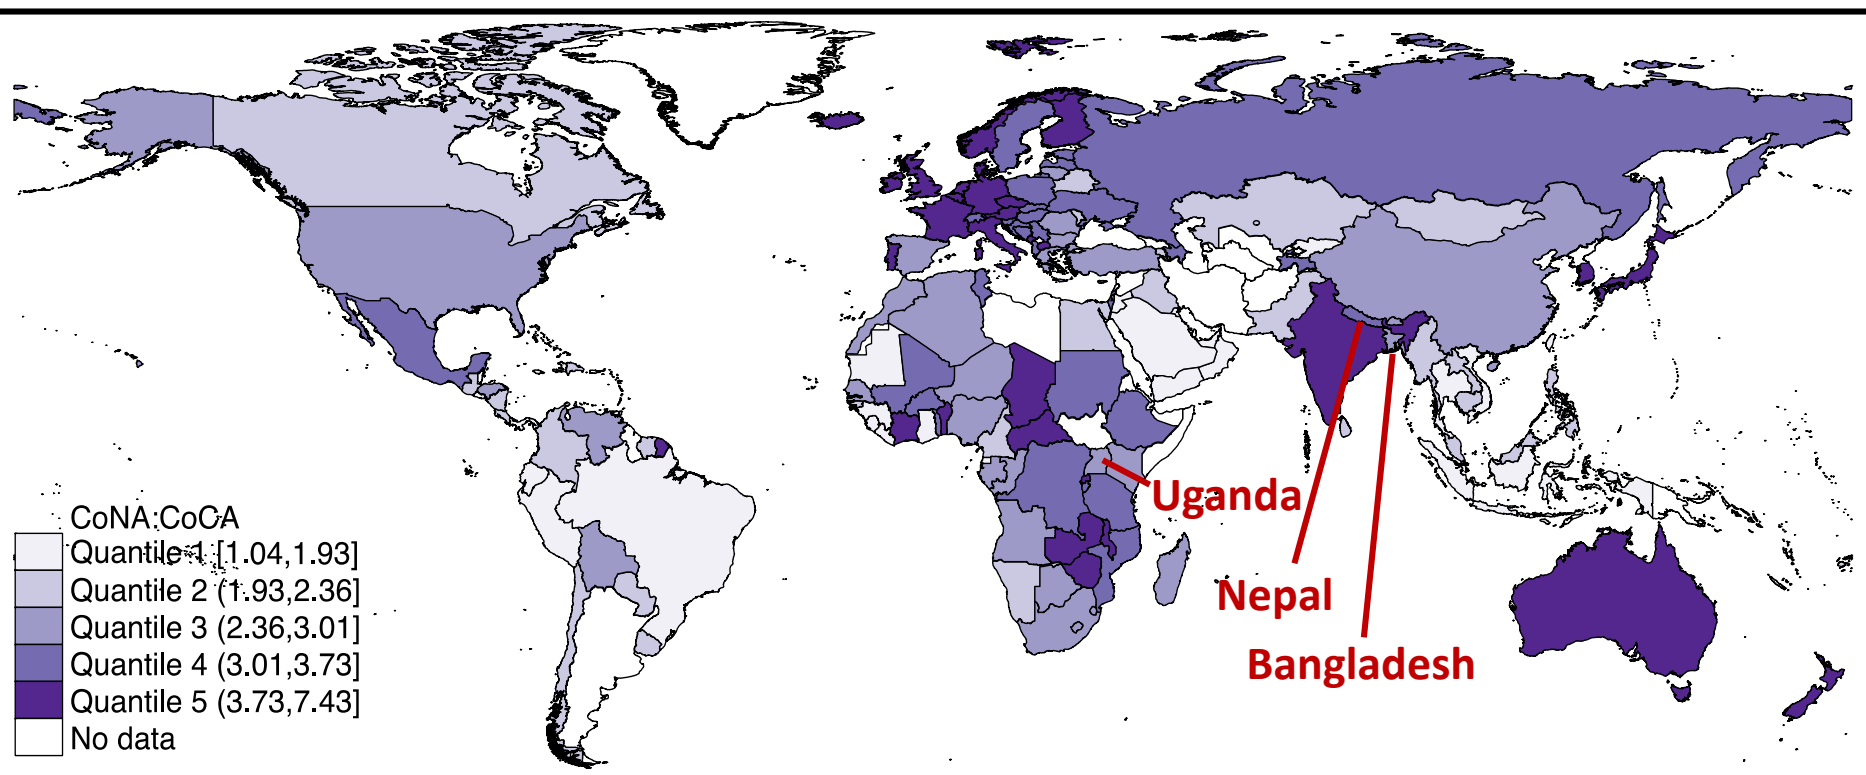 Uganda
Nepal
Bangladesh
CoNA:CoCA
Quantile 1 [1.04,1.93]
Quantile 2 (1.93,2.36]
Quantile 3 (2.36,3.01]
Quantile 4 (3.01,3.73]
Quantile 5 (3.73,7.43]
No data